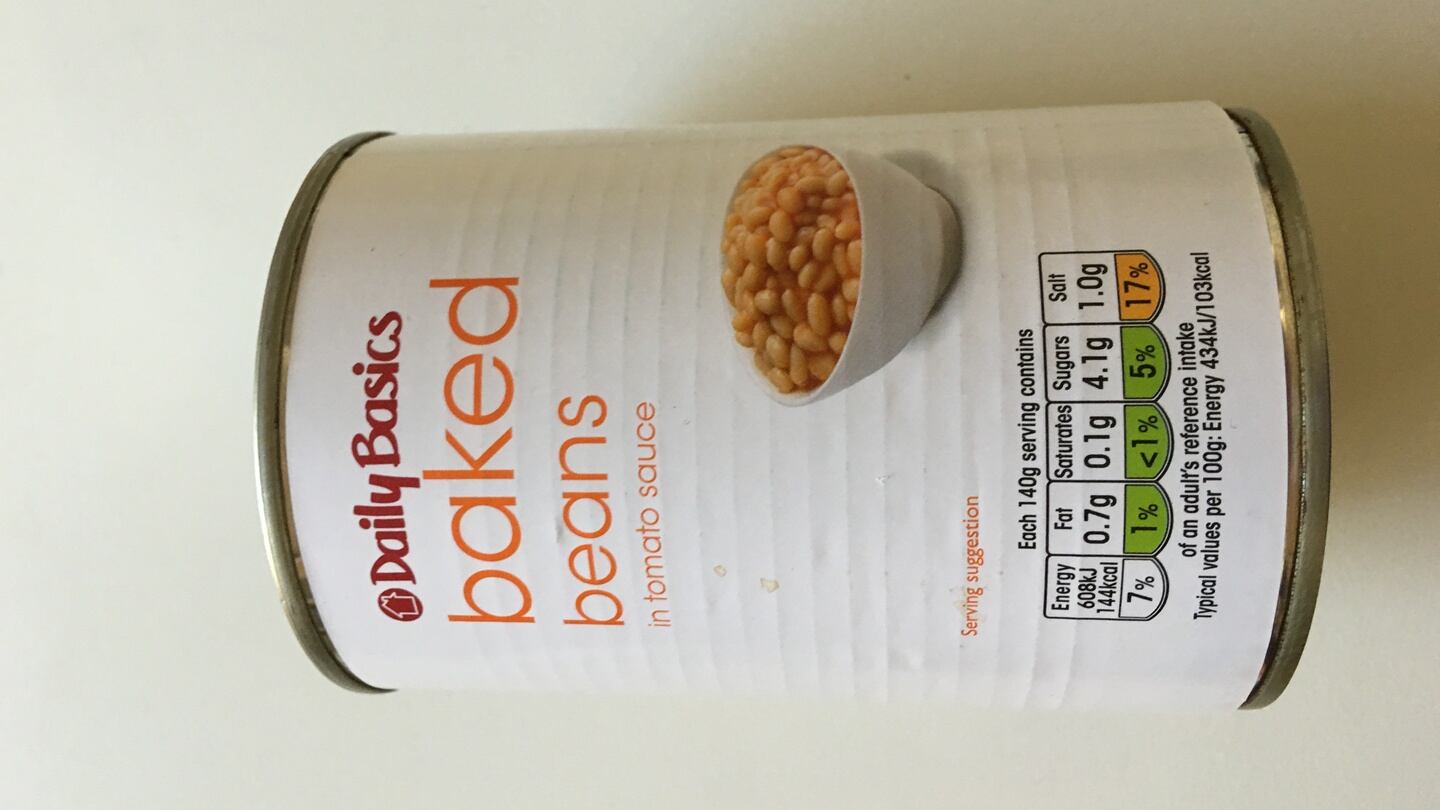 Daily Basics
baked
beans
in tomato sauce
Serving suggestion
Each 140g serving contains
Energy Fat Saturates Sugars Salt
608kJ
144kcal 0.7g 0.1g 4.1g 1.0g
7% 1% <1% 5% 17%
of an adult's reference intake
Typical values per 100g: Energy 434kJ/103kcal